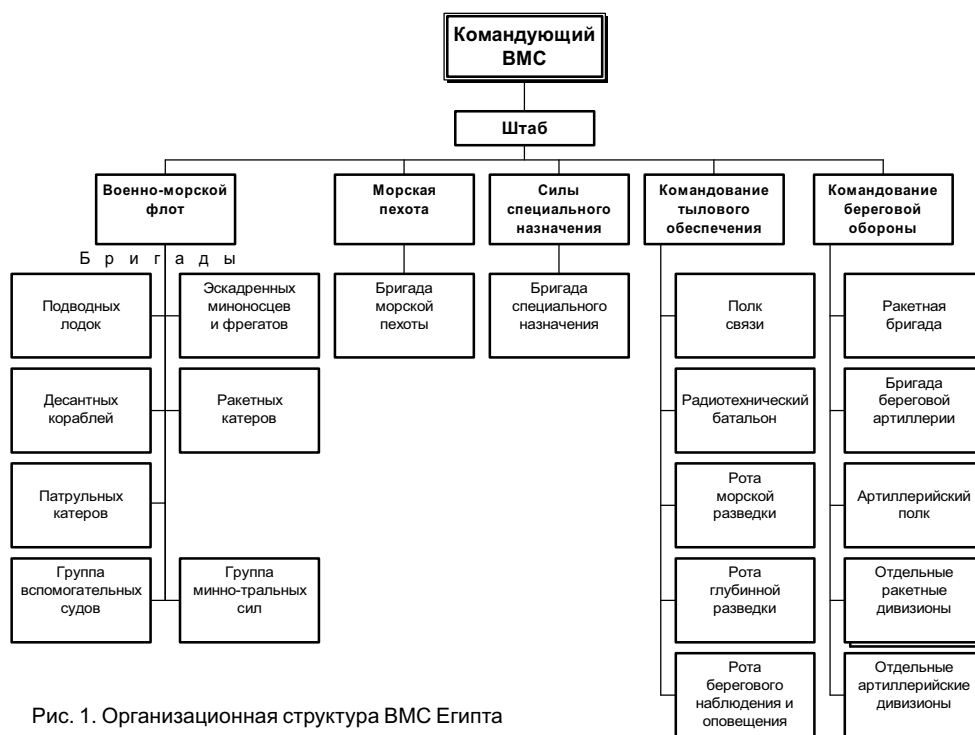 Командующий
ВМС
Штаб
Военно-морской
флот
Морская
пехота
Силы
специального
назначения
Командование
тылового
обеспечения
Командование
береговой
обороны
Б р и г а д ы
Подводных
лодок
Эскадренных
миноносцев
и фрегатов
Бригада
морской
пехоты
Бригада
специального
назначения
Полк
связи
Ракетная
бригада
Десантных
кораблей
Ракетных
катеров
Радиотехнический
батальон
Бригада
береговой
артиллерии
Патрульных
катеров
Рота
морской
разведки
Артиллерийский
полк
Группа
вспомогательных
судов
Группа
минно-тральных
сил
Рота
глубинной
разведки
Отдельные
ракетные
дивизионы
Рота
берегового
наблюдения и
оповещения
Отдельные
артиллерийские
дивизионы
Рис. 1. Организационная структура ВМС Египта